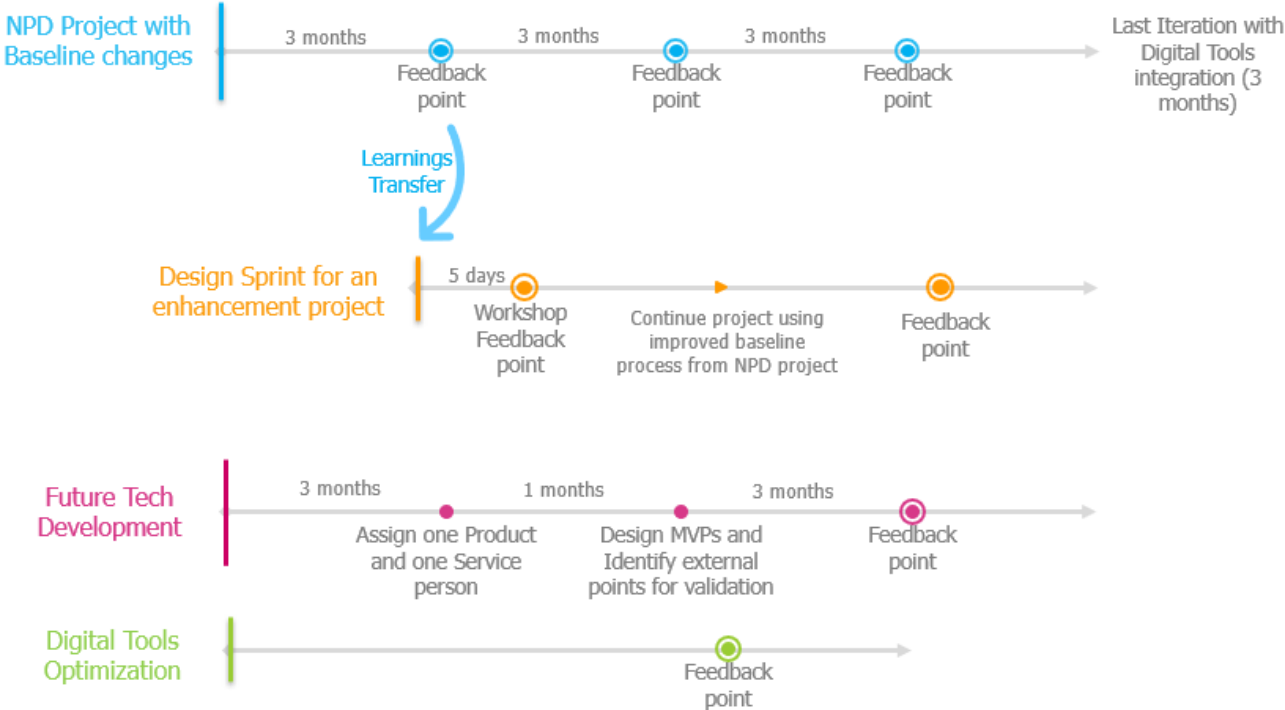 NPD Project with
Baseline changes
3 months
3 months
3 months
Feedback
point
Feedback
point
Feedback
point
Last Iteration with
Digital Tools
integration (3
months)
Learnings
Transfer
Design Sprint for an
enhancement project
5 days
Workshop
Feedback
point
Continue project using
improved baseline
process from NPD project
Feedback
point
Future Tech
Development
3 months
1 months
3 months
Assign one Product
and one Service
person
Design MVPs and
Identify external
points for validation
Feedback
point
Digital Tools
Optimization
Feedback
point